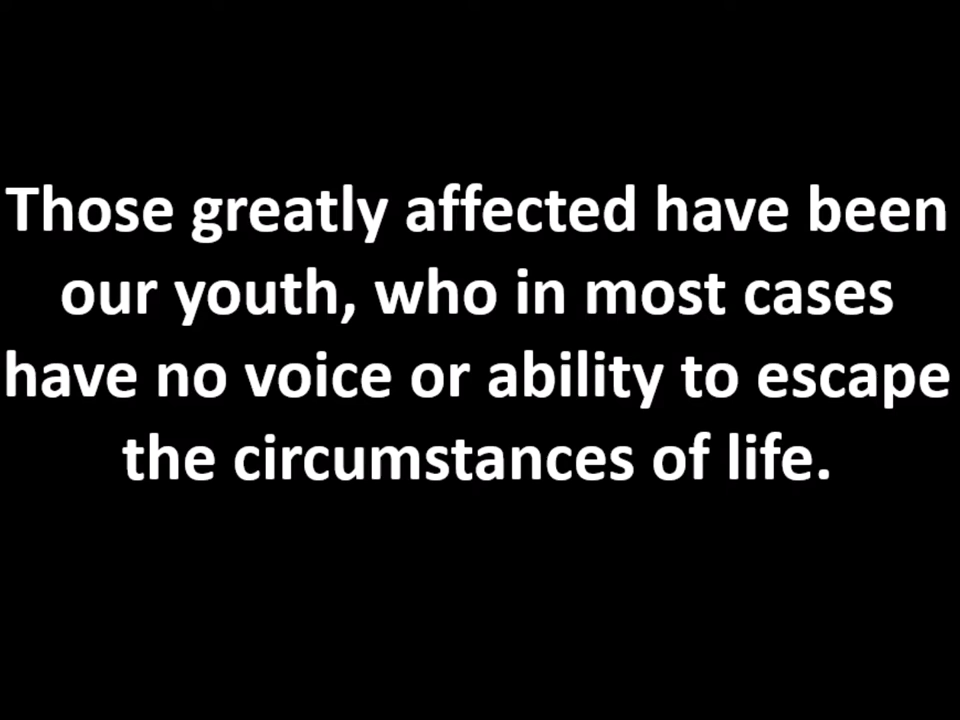 Those greatly affected have been
our youth, who in most cases
have no voice or ability to escape
the circumstances of life.